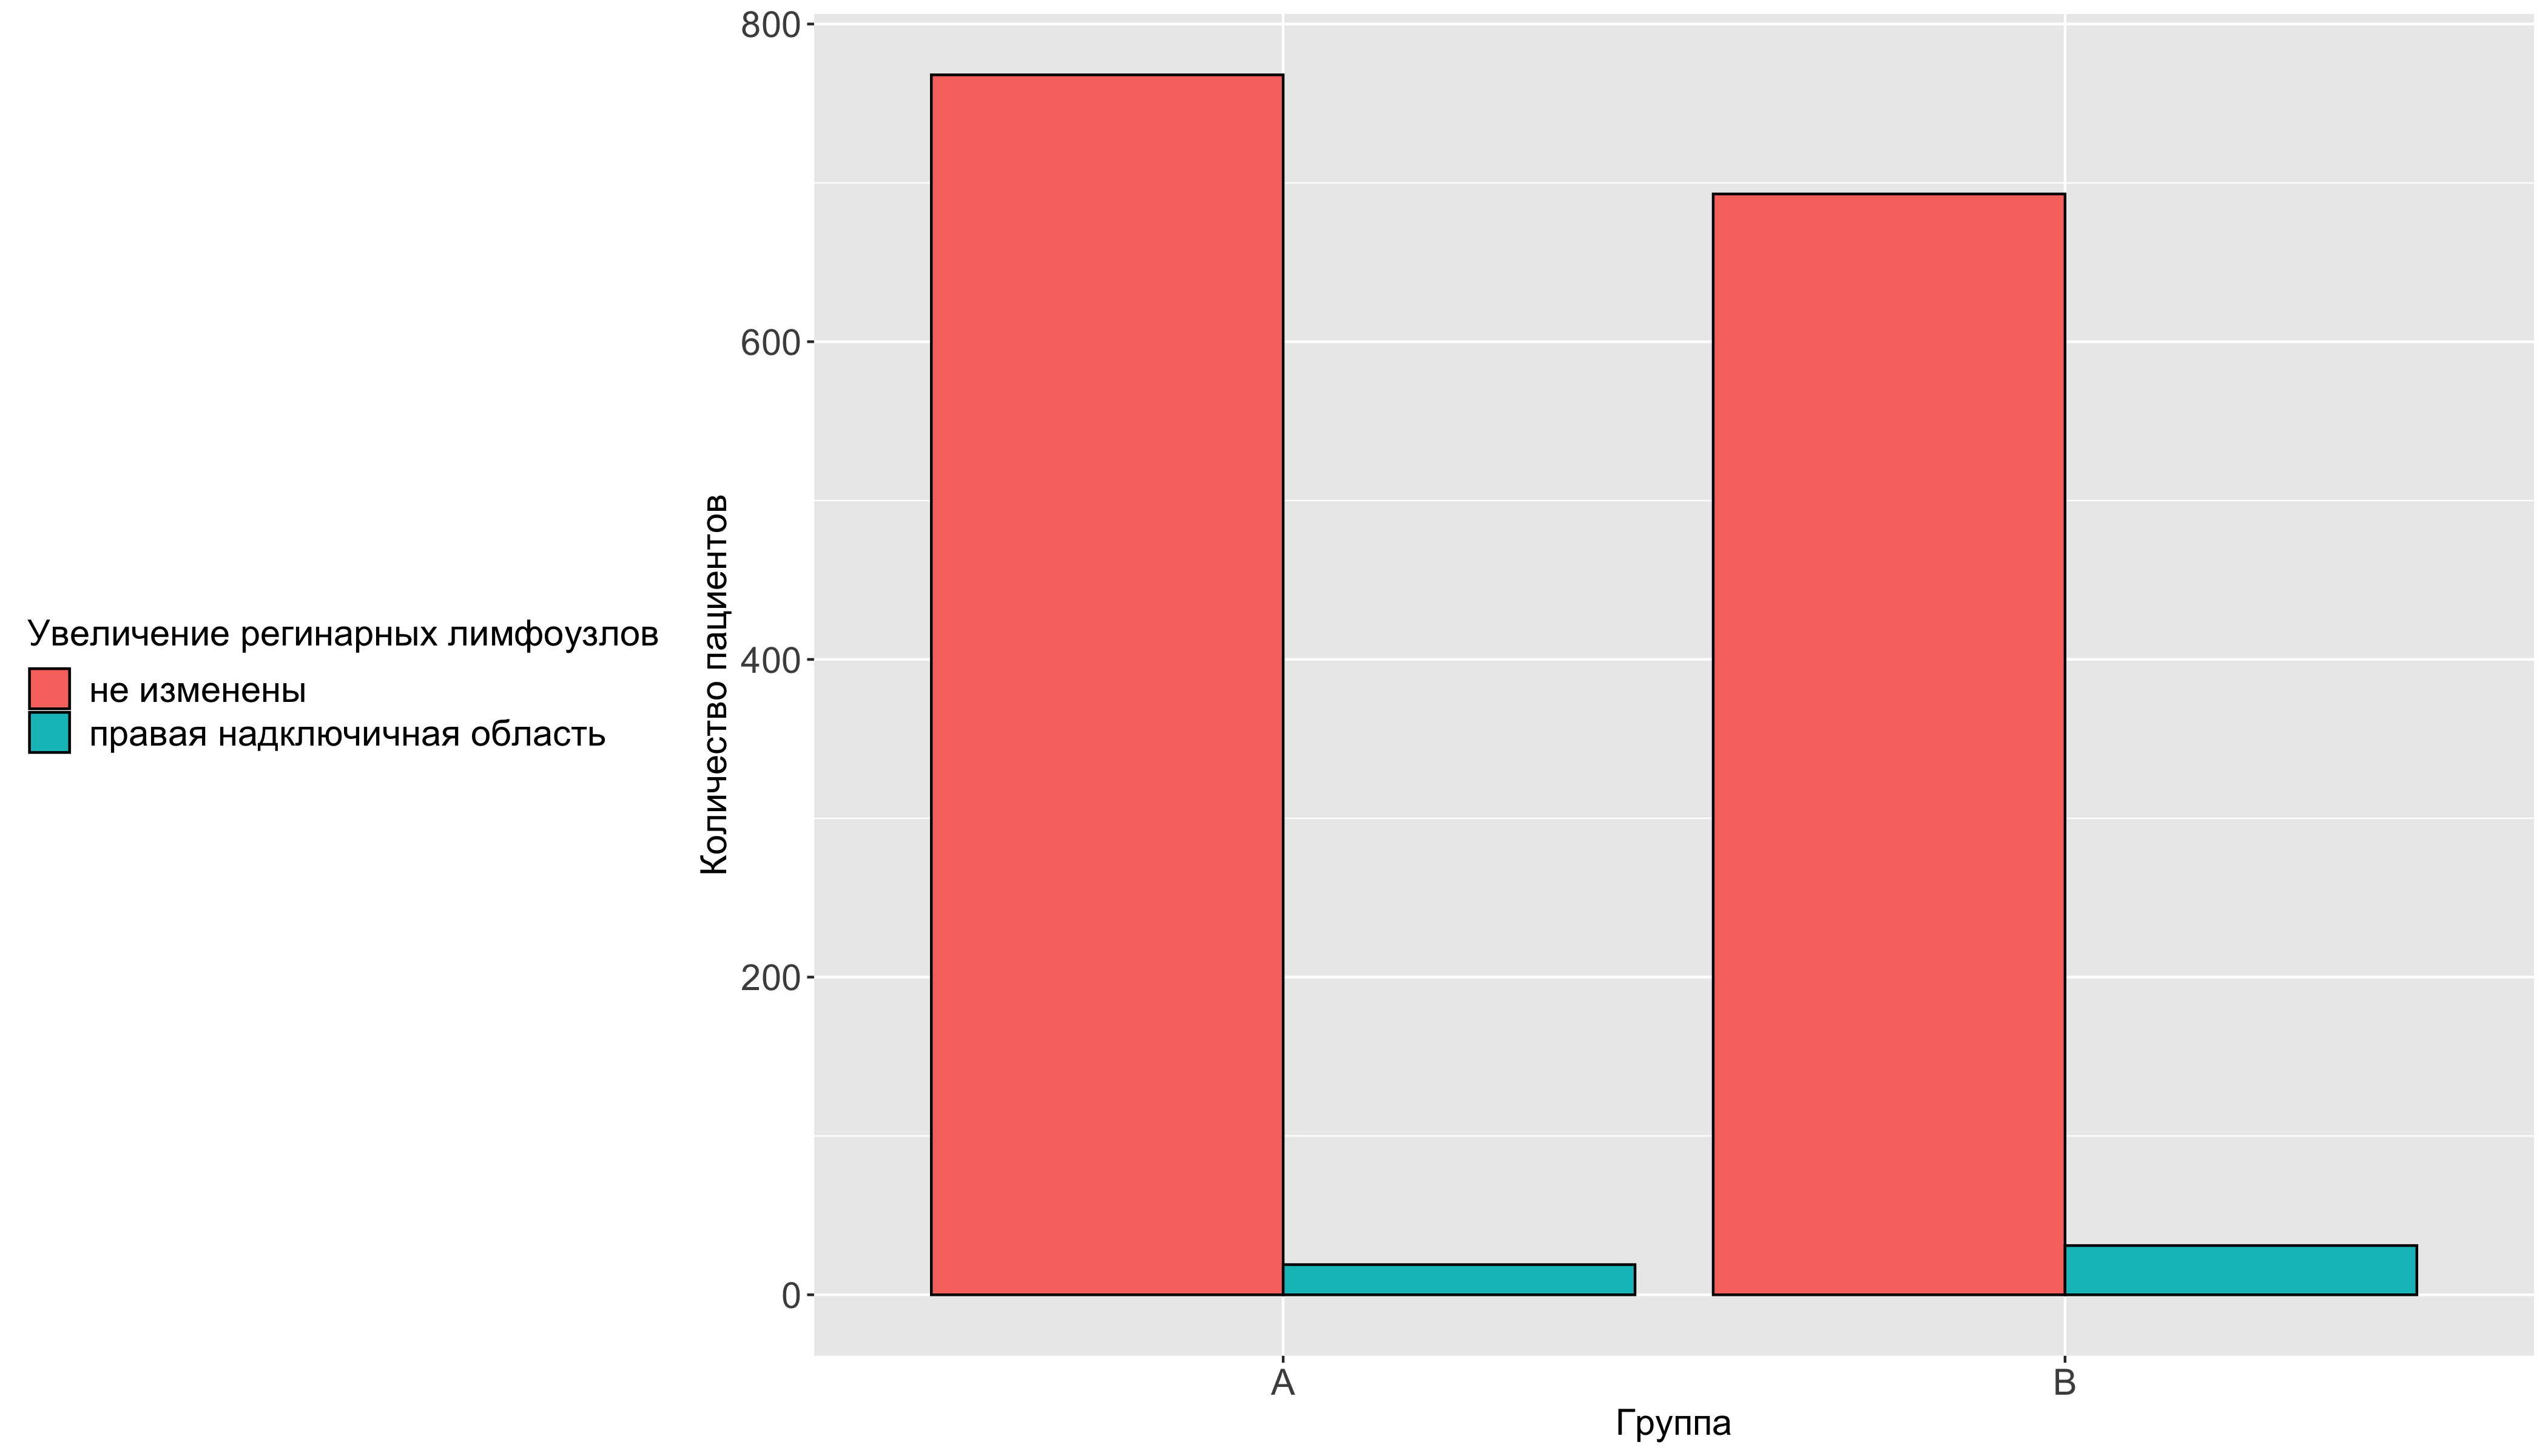 Увеличение регинарных лимфоузлов
не изменены
правая надключичная область
Количество пациентов
800
600
400
200
0
A
B
Группа